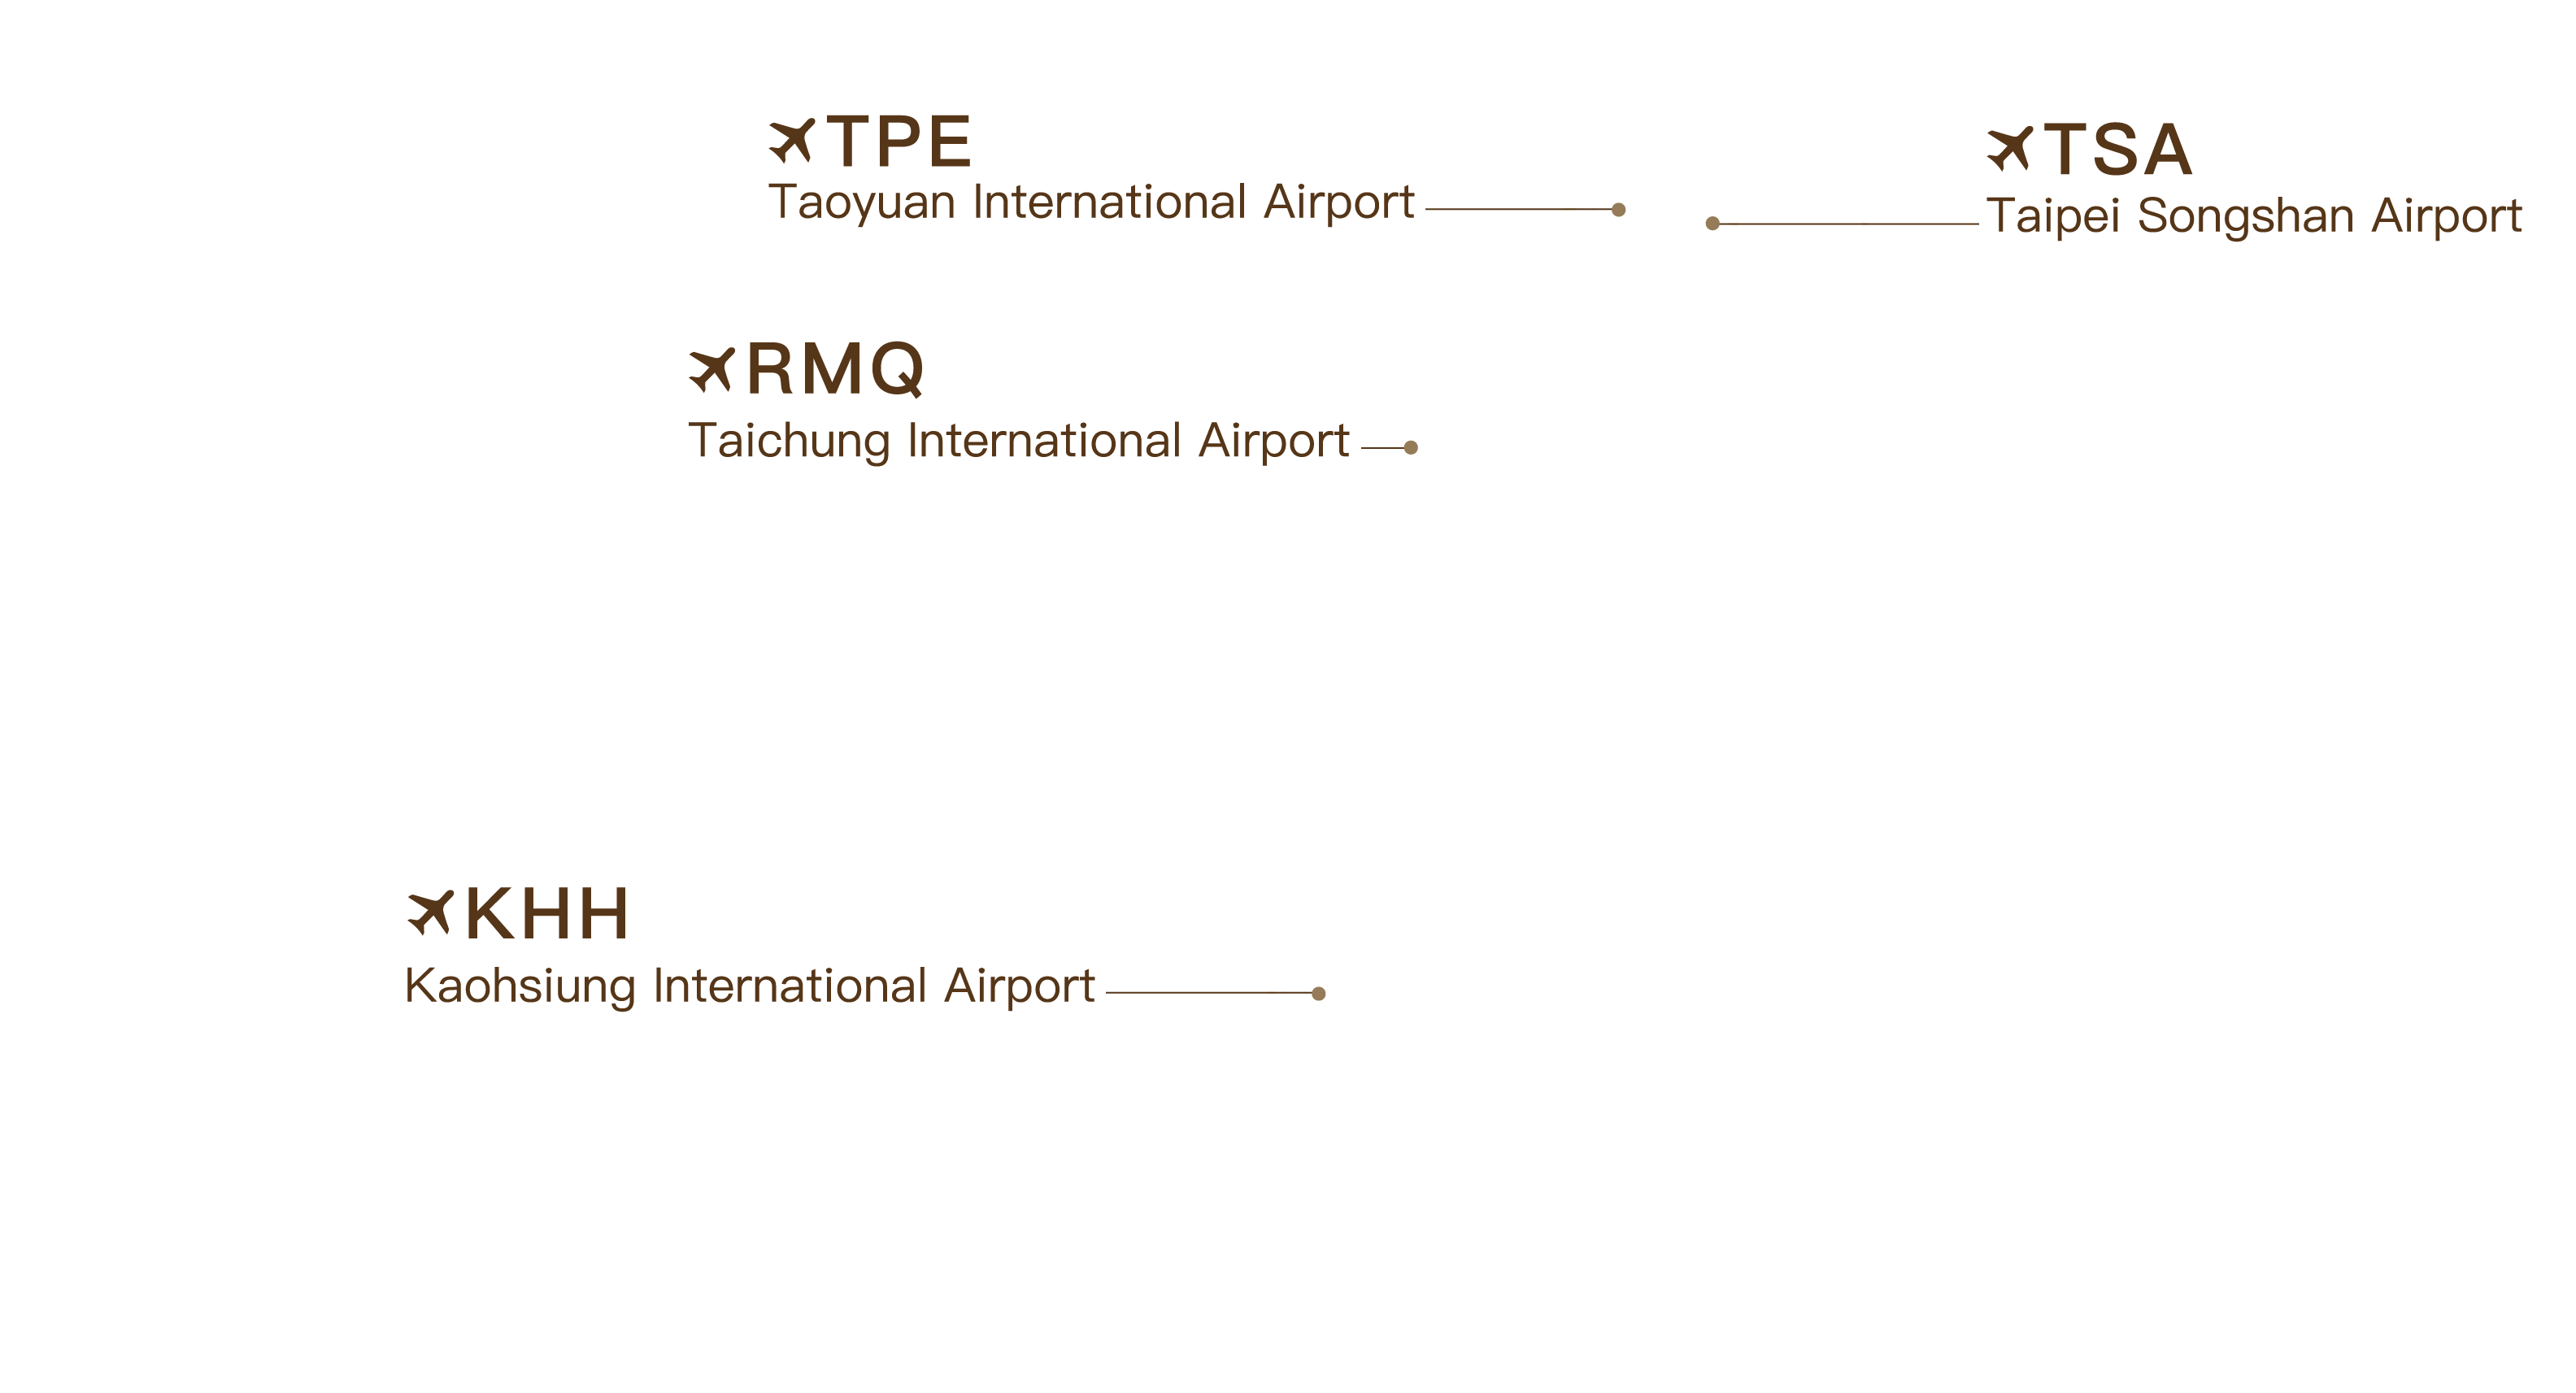 TPE
Taoyuan International Airport
TSA
Taipei Songshan Airport
RMQ
Taichung International Airport
KHH
Kaohsiung International Airport